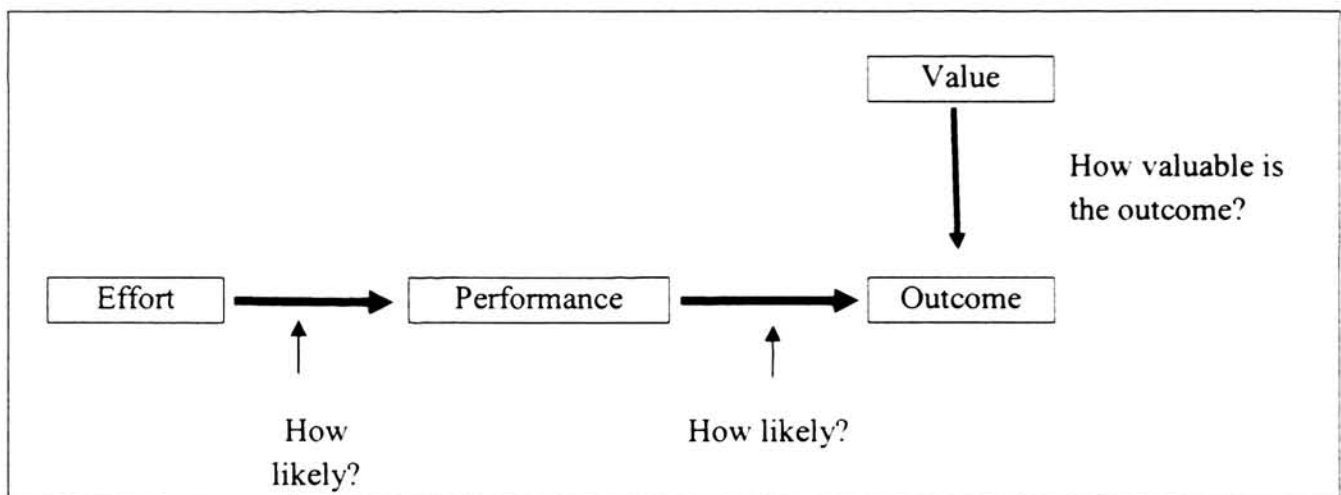 Value
How valuable is
the outcome?
Effort
Performance
Outcome
How
likely?
How likely?